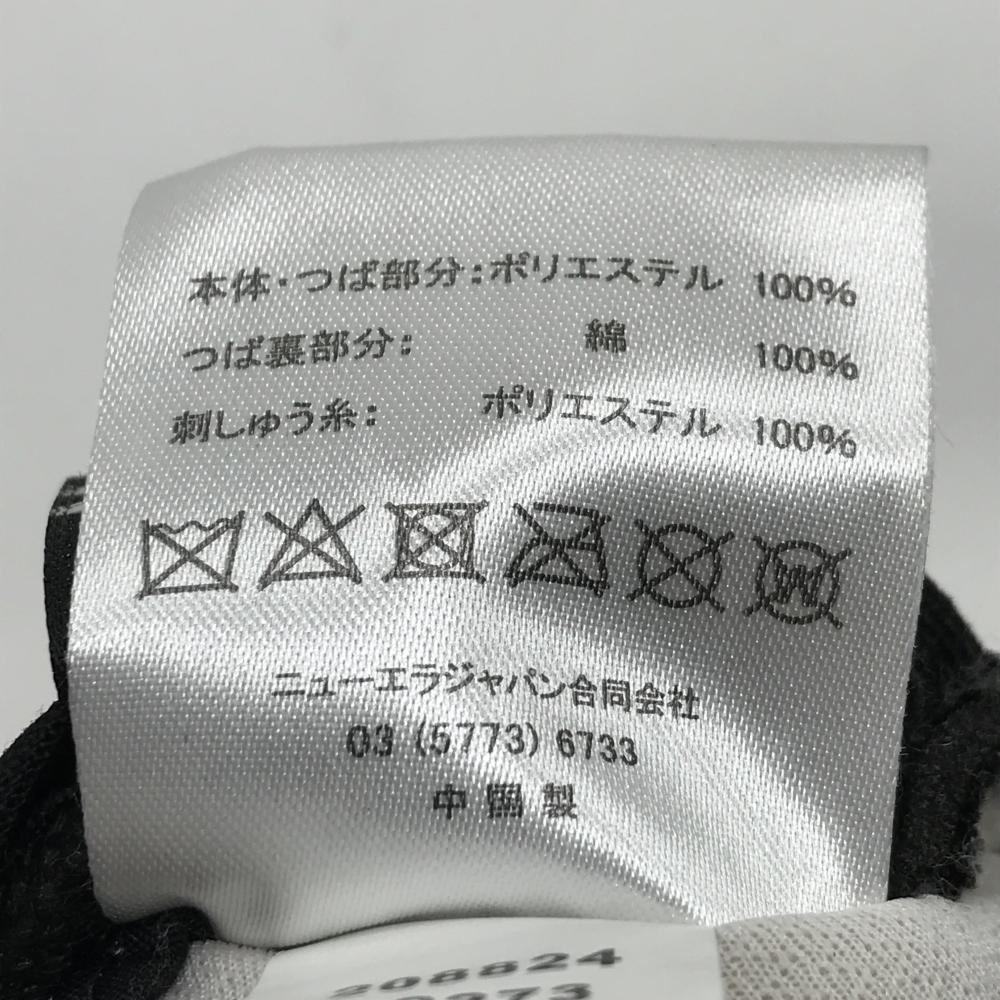 本体・つば部分:ポリエステル 100%
つば裏部分: 綿 100%
刺しゅう糸: ポリエステル 100%
ニューエラジャパン合同会社
03 (5773) 6733
中国製
208824